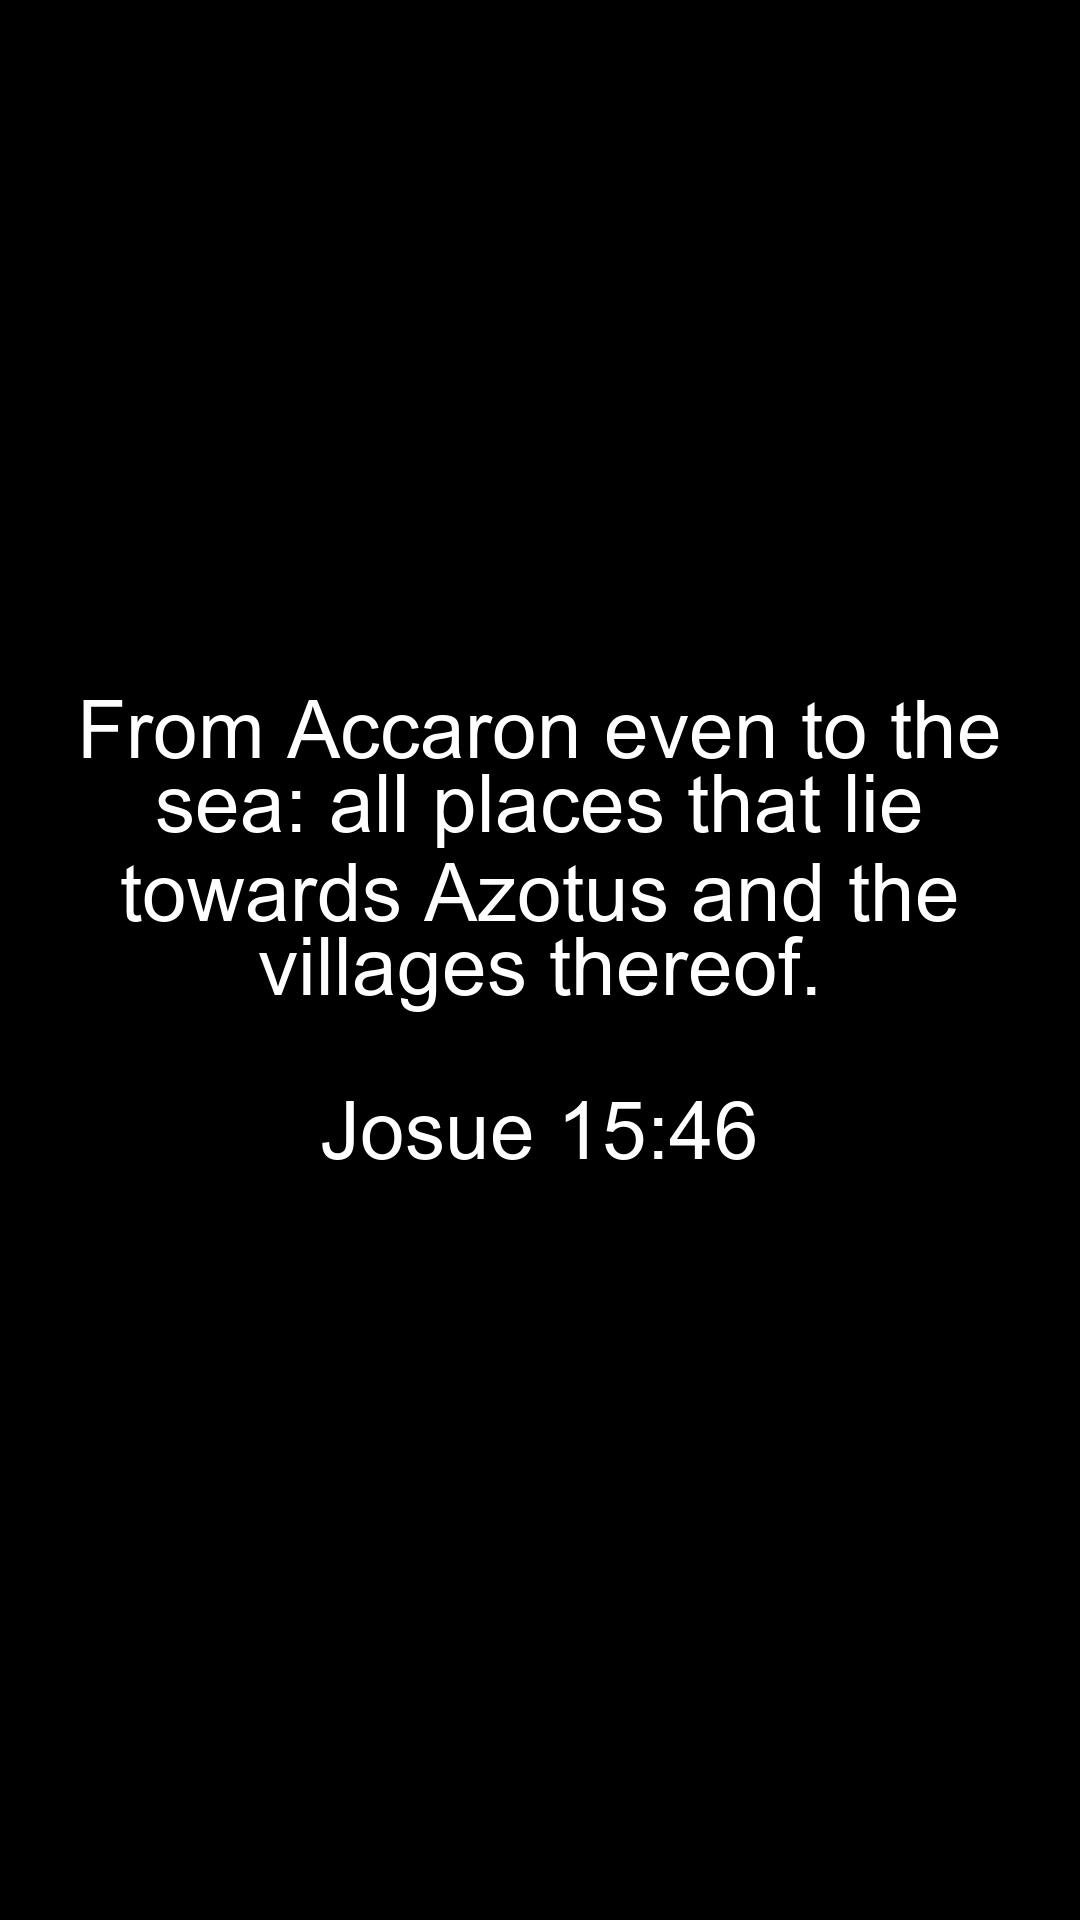 From Accaron even to the
sea: all places that lie
towards Azotus and the
villages thereof.
Josue 15:46